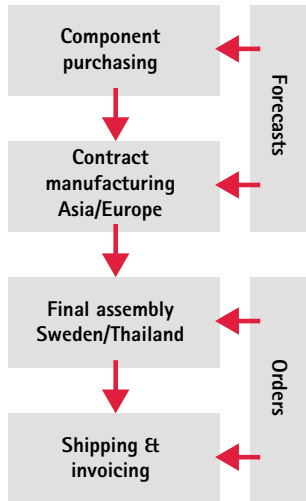 Component
purchasing
Forecasts
Contract
manufacturing
Asia/Europe
Final assembly
Sweden/Thailand
Orders
Shipping &
invoicing